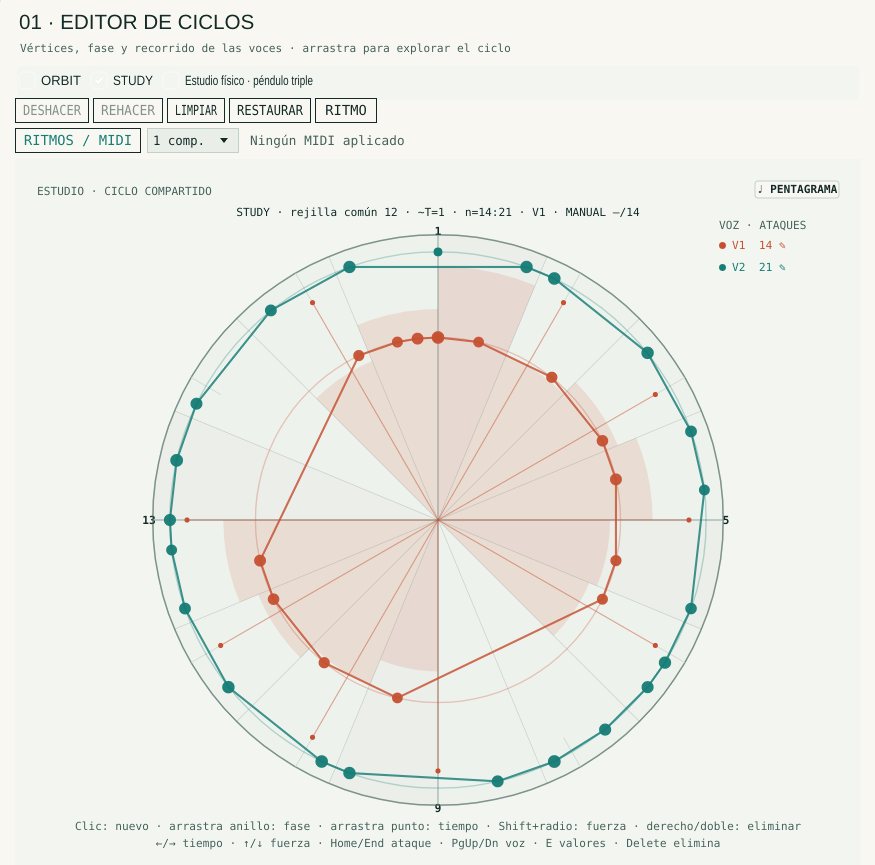 01 · EDITOR DE CICLOS
Vértices, fase y recorrido de las voces · arrastra para explorar el ciclo
ORBIT STUDY Estudio físico · péndulo triple
DESHACER REHACER LIMPIAR RESTAURAR RITMO
RITMOS / MIDI 1 comp. Ningún MIDI aplicado
ESTUDIO · CICLO COMPARTIDO
♩ PENTAGRAMA
STUDY · rejilla común 12 · ~T=1 · n=14:21 · V1 · MANUAL —/14
VOZ · ATAQUES
V1 14 ✎
V2 21 ✎
1
13
5
9
Clic: nuevo · arrastra anillo: fase · arrastra punto: tiempo · Shift+radio: fuerza · derecho/doble: eliminar
←/→ tiempo · ↑/↓ fuerza · Home/End ataque · PgUp/Dn voz · E valores · Delete elimina